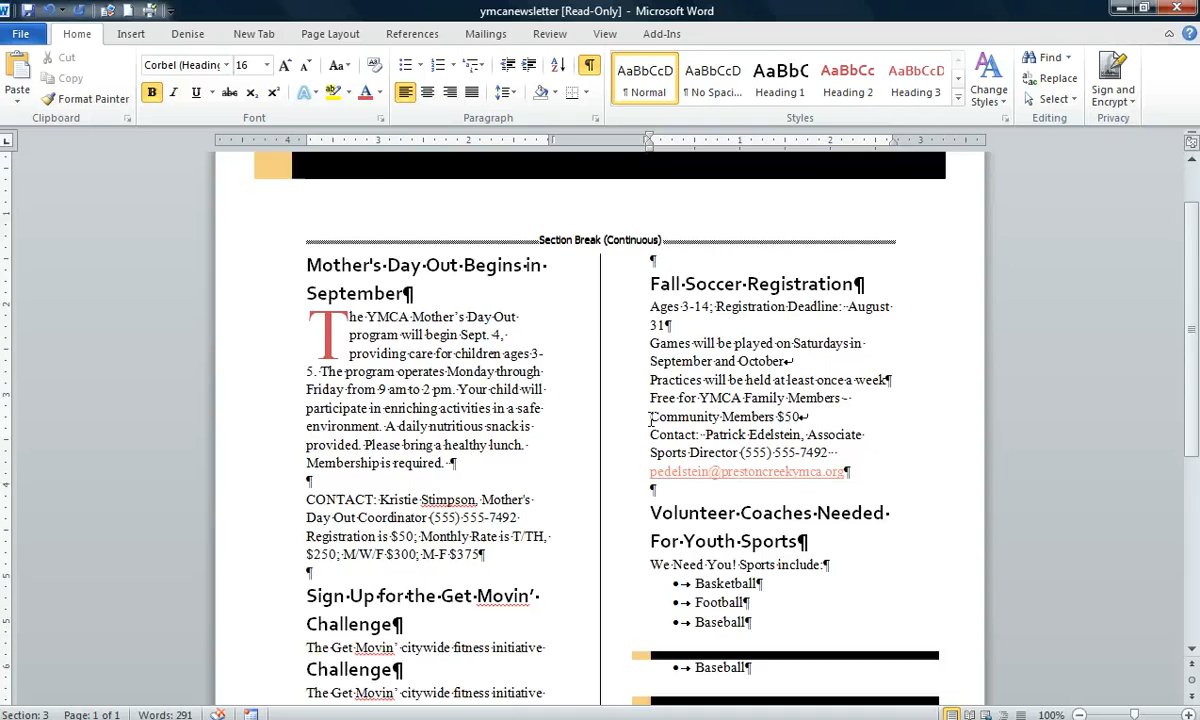 ymcanewsletter [Read-Only] - Microsoft Word
File Home Insert Denise New Tab Page Layout References Mailings Review View Add-Ins
Paste
Cut
Copy
Format Painter
Clipboard
Corbel (Heading 16
Font
Paragraph
AaBbCcD AaBbCcD AaBbC AaBbCc AaBbCcD
¶ Normal ¶ No Spaci... Heading 1 Heading 2 Heading 3
Styles
Change Styles
Find
Replace
Select
Editing
Sign and Encrypt
Privacy
4 3 2 1 1 2 3
Section Break (Continuous)
Mother's·Day·Out·Begins·in·
September¶
The·YMCA·Mother’s·Day·Out·
program·will·begin·Sept.·4,·
providing·care·for·children·ages·3-
5.·The·program·operates·Monday·through·
Friday·from·9·am·to·2·pm.·Your·child·will·
participate·in·enriching·activities·in·a·safe·
environment.·A·daily·nutritious·snack·is·
provided.·Please·bring·a·healthy·lunch.·
Membership·is·required.··¶
¶
CONTACT:·Kristie·Stimpson,·Mother's·
Day·Out·Coordinator·(555)·555-7492·
Registration·is·$50;·Monthly·Rate·is·T/TH,·
$250;·M/W/F·$300;·M-F·$375¶
¶
Sign·Up·for·the·Get·Movin’·
Challenge¶
The·Get·Movin’·citywide·fitness·initiative·
Challenge¶
The·Get·Movin’·citywide·fitness·initiative·
¶
Fall·Soccer·Registration¶
Ages·3-14;·Registration·Deadline:··August·
31¶
Games·will·be·played·on·Saturdays·in·
September·and·October↵
Practices·will·be·held·at·least·once·a·week¶
Free·for·YMCA·Family·Members·-·
Community·Members·$50↵
Contact:··Patrick·Edelstein,·Associate·
Sports·Director·(555)·555-7492···
pedelstein@prestoncreekymca.org¶
¶
Volunteer·Coaches·Needed·
For·Youth·Sports¶
We·Need·You!·Sports·include:¶
•→Basketball¶
•→Football¶
•→Baseball¶
•→Baseball¶
Section: 3 Page: 1 of 1 Words: 291 100%